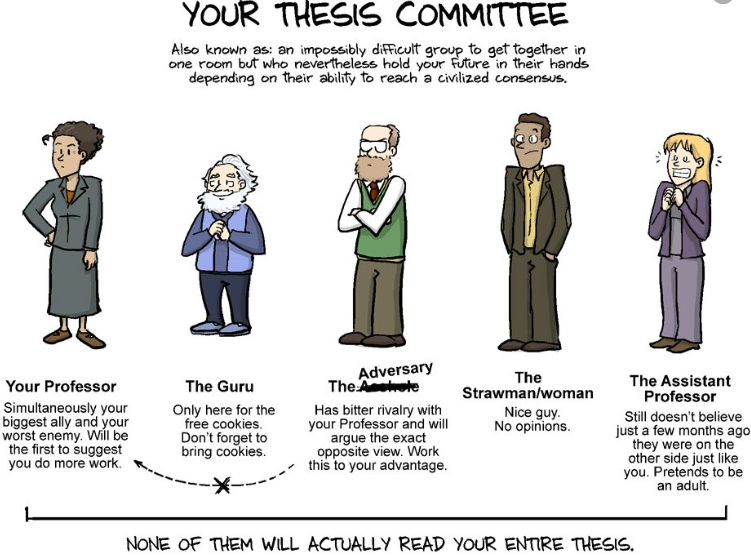 YOUR THESIS COMMITTEE
Also known as: an impossibly difficult group to get together in
one room but who nevertheless hold your future in their hands
depending on their ability to reach a civilized consensus.
Your Professor
Simultaneously your
biggest ally and your
worst enemy. Will be
the first to suggest
you do more work.
The Guru
Only here for the
free cookies.
Don't forget to
bring cookies.
Adversary
The
Has bitter rivalry with
your Professor and will
argue the exact
opposite view. Work
this to your advantage.
The
Strawman/woman
Nice guy.
No opinions.
The Assistant
Professor
Still doesn't believe
just a few months ago
they were on the
other side just like
you. Pretends to be
an adult.
NONE OF THEM WILL ACTUALLY READ YOUR ENTIRE THESIS.